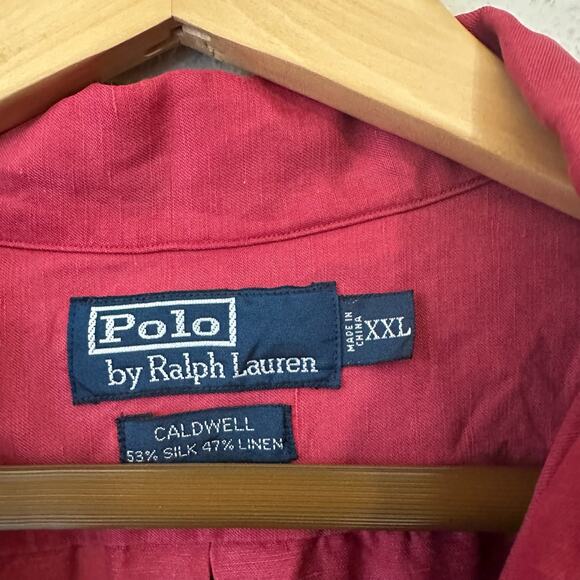 Polo
by Ralph Lauren
MADE IN
CHINA
XXL
CALDWELL
53% SILK 47% LINEN